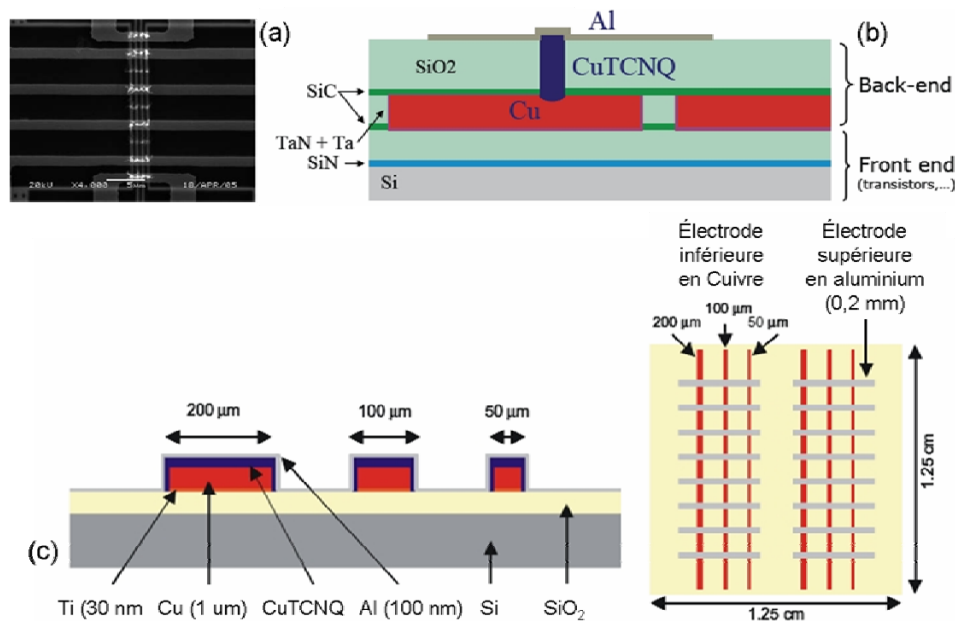 (a)
20kV X4,000 5µm 18/APR/05
Al
(b)
SiO2
CuTCNQ
SiC
Cu
Back-end
TaN + Ta
SiN
Front end
(transistors,...)
Si
Électrode
inférieure
en Cuivre
Électrode
supérieure
en aluminium
(0,2 mm)
100 µm
200 µm
50 µm
200 µm
100 µm
50 µm
1.25 cm
(c)
Ti (30 nm
Cu (1 um)
CuTCNQ
Al (100 nm)
Si
SiO2
1.25 cm